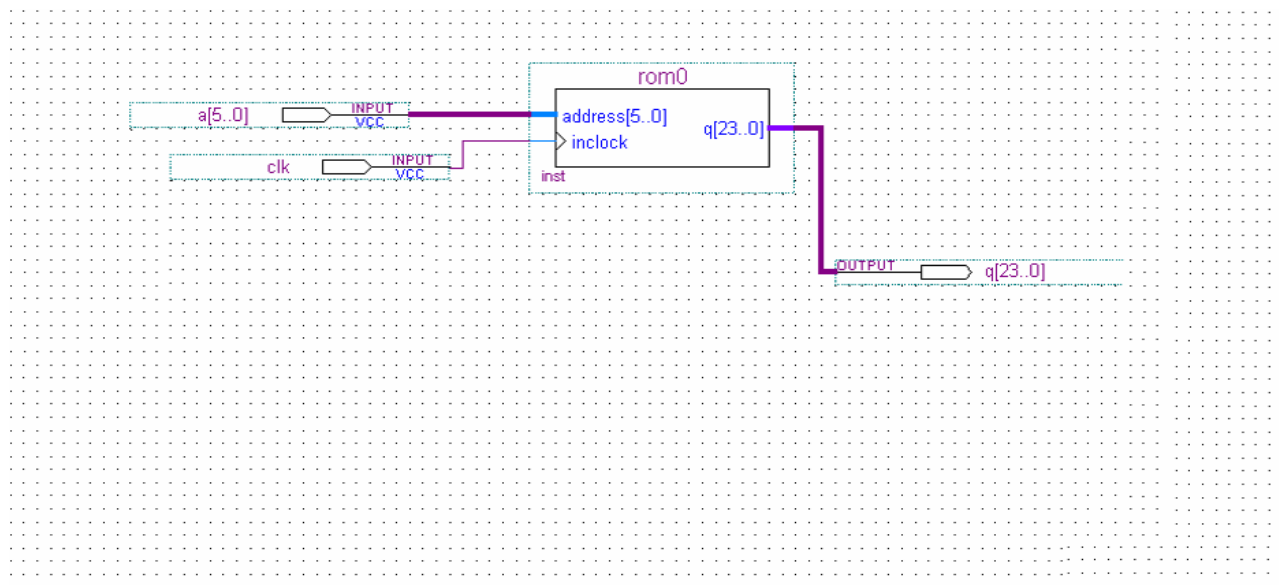 rom0
a[5..0] INPUT
VCC
address[5..0]
q[23..0]
clk INPUT
VCC
inclock
inst
OUTPUT q[23..0]